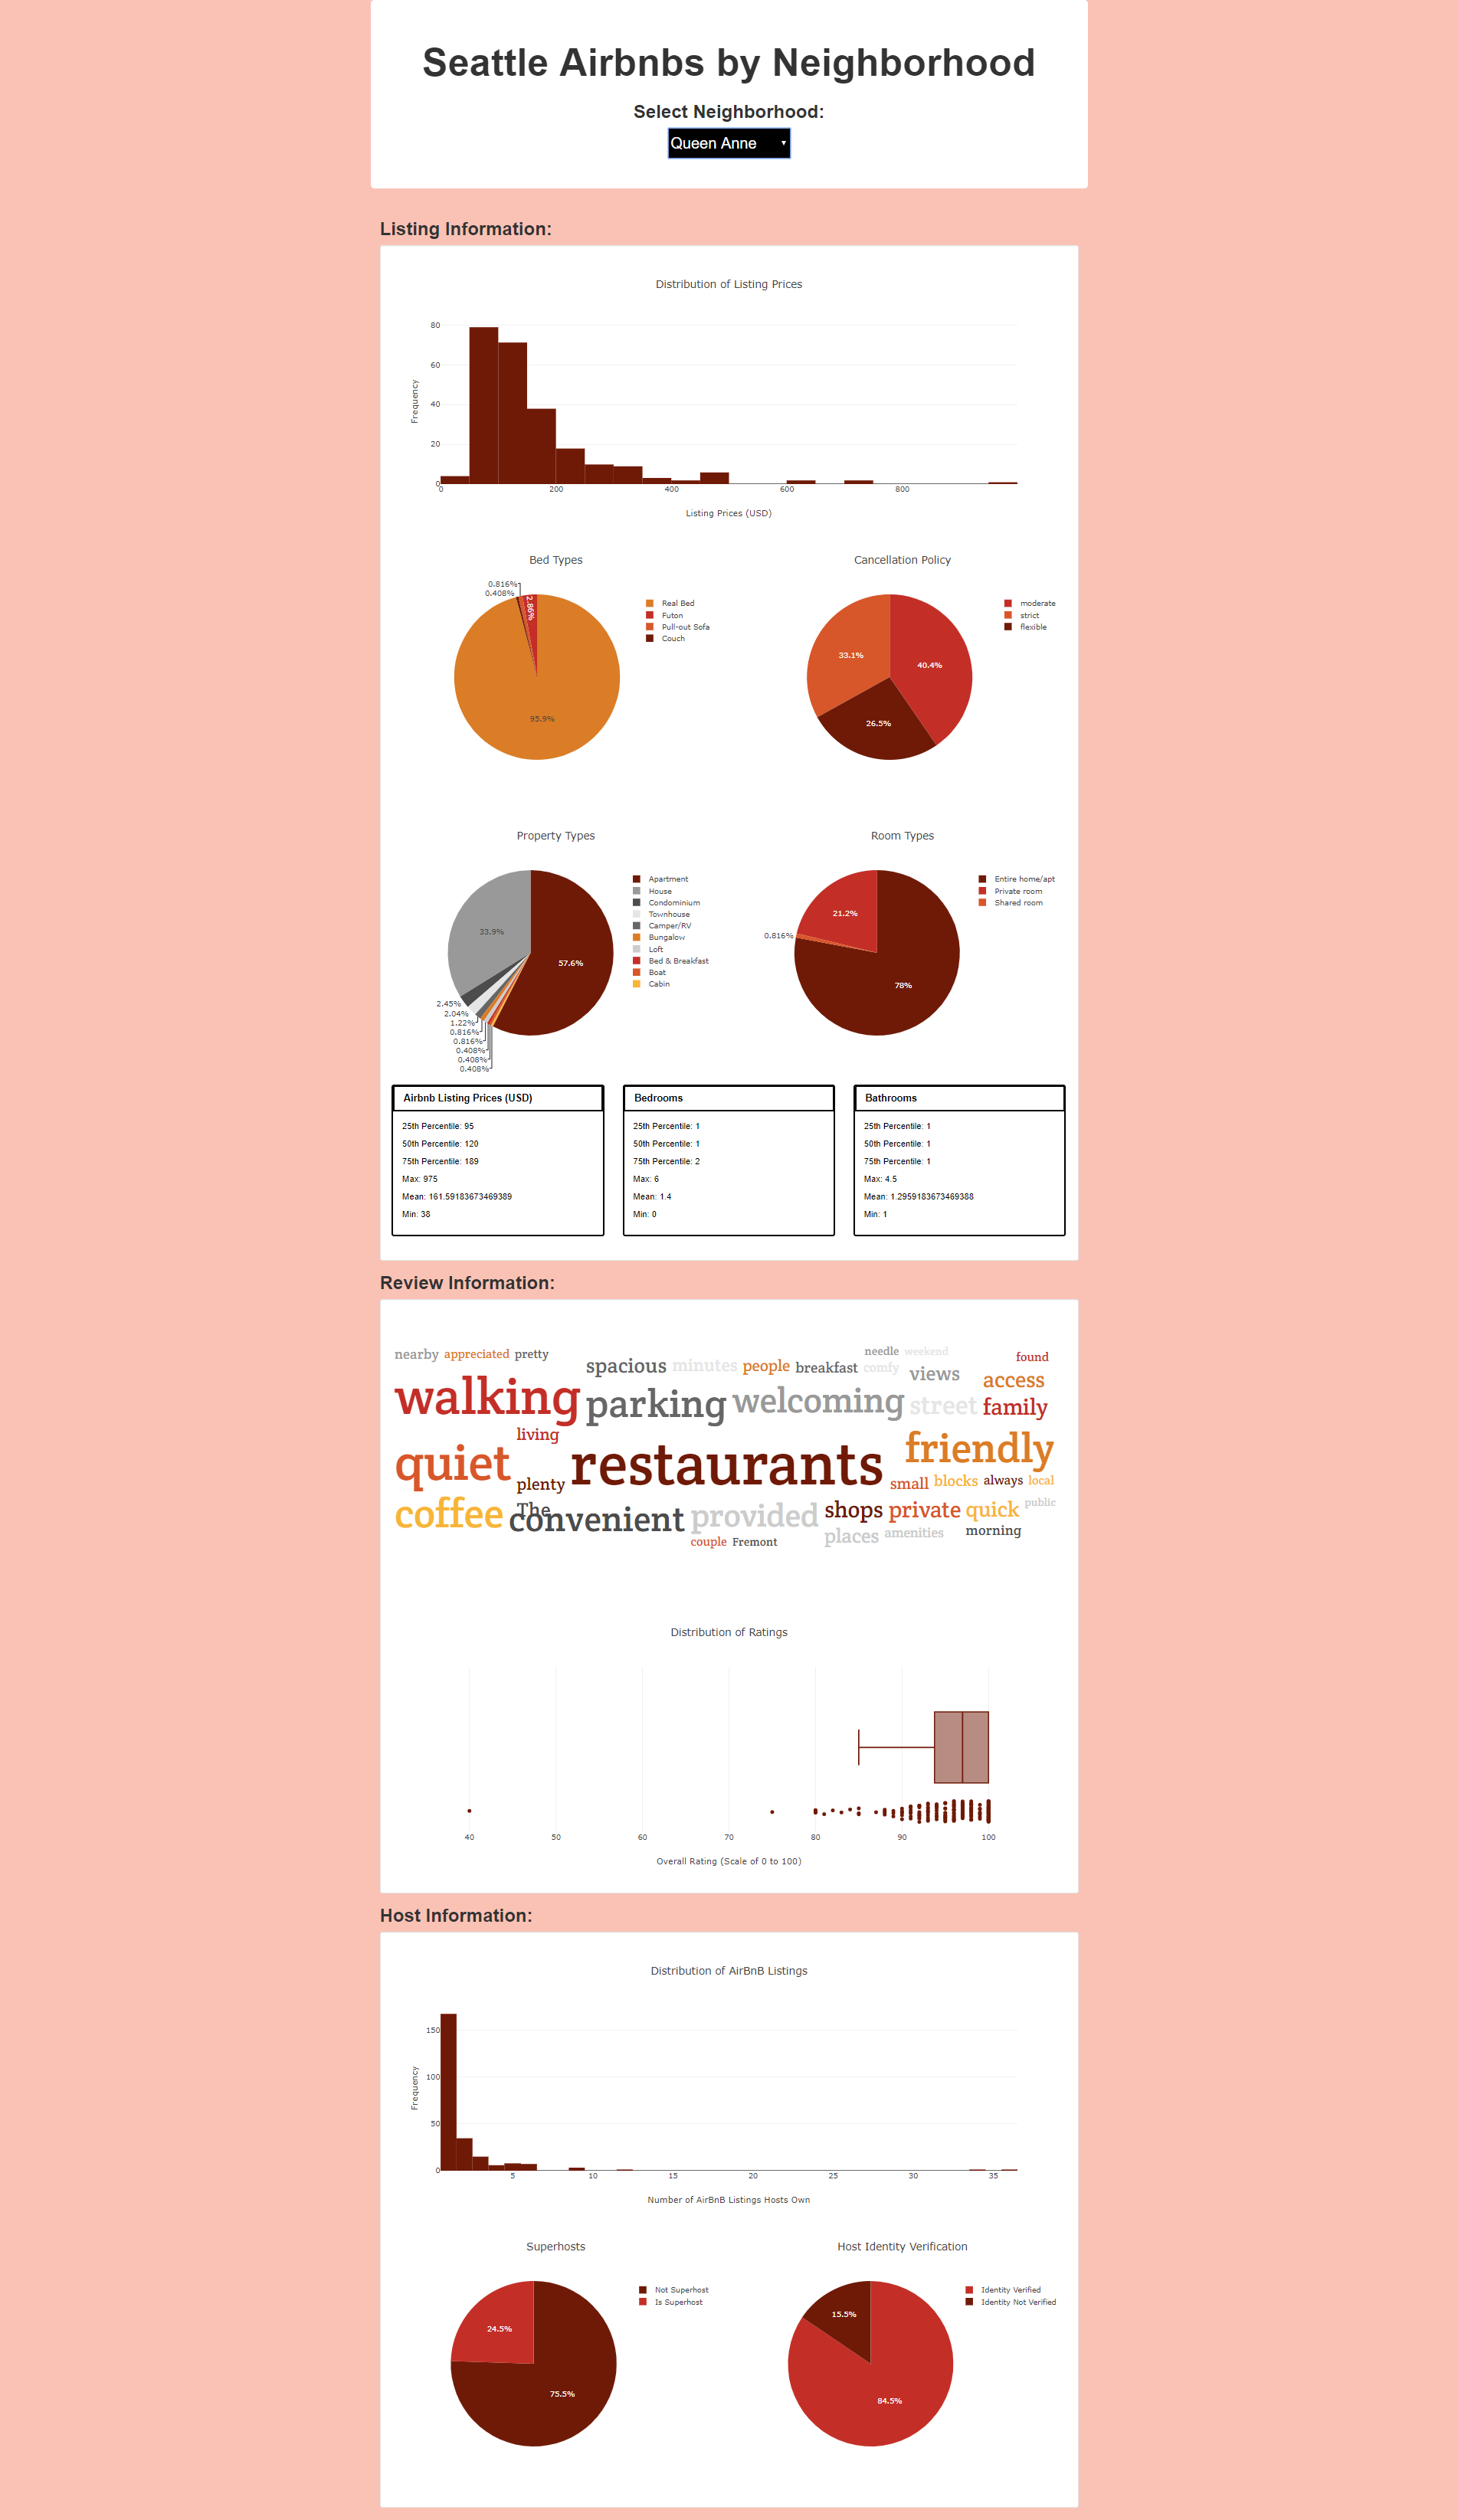 Seattle Airbnbs by Neighborhood
Select Neighborhood:
Queen Anne
Listing Information:
Distribution of Listing Prices
80
60
40
20
0
Frequency
0 200 400 600 800
Listing Prices (USD)
Bed Types
0.816%
0.408%
2.86%
95.9%
Real Bed
Futon
Pull-out Sofa
Couch
Cancellation Policy
33.1%
40.4%
26.5%
moderate
strict
flexible
Property Types
33.9%
57.6%
2.45%
2.04%
1.22%
0.816%
0.816%
0.408%
0.408%
0.408%
Apartment
House
Condominium
Townhouse
Camper/RV
Bungalow
Loft
Bed & Breakfast
Boat
Cabin
Room Types
21.2%
0.816%
78%
Entire home/apt
Private room
Shared room
Airbnb Listing Prices (USD)
25th Percentile: 95
50th Percentile: 120
75th Percentile: 189
Max: 975
Mean: 161.59183673469389
Min: 38
Bedrooms
25th Percentile: 1
50th Percentile: 1
75th Percentile: 2
Max: 6
Mean: 1.4
Min: 0
Bathrooms
25th Percentile: 1
50th Percentile: 1
75th Percentile: 1
Max: 4.5
Mean: 1.2959183673469388
Min: 1
Review Information:
nearby appreciated pretty needle weekend found
spacious minutes people breakfast comfy views access
walking parking welcoming street family
living
quiet restaurants friendly
plenty small blocks always local
coffee The convenient provided shops private quick public
places amenities morning
couple Fremont
Distribution of Ratings
40 50 60 70 80 90 100
Overall Rating (Scale of 0 to 100)
Host Information:
Distribution of AirBnB Listings
150
100
50
0
Frequency
5 10 15 20 25 30 35
Number of AirBnB Listings Hosts Own
Superhosts
24.5%
75.5%
Not Superhost
Is Superhost
Host Identity Verification
15.5%
84.5%
Identity Verified
Identity Not Verified